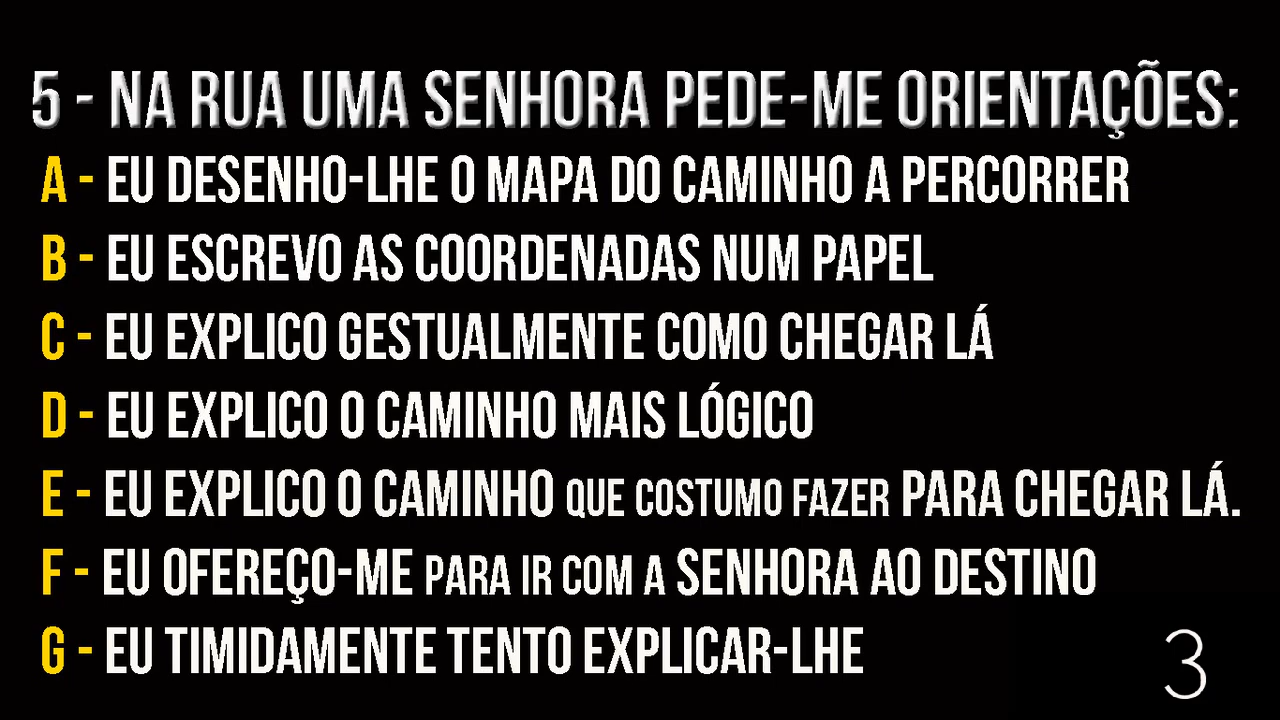 5 - NA RUA UMA SENHORA PEDE-ME ORIENTAÇÕES:
A - EU DESENHO-LHE O MAPA DO CAMINHO A PERCORRER
B - EU ESCREVO AS COORDENADAS NUM PAPEL
C - EU EXPLICO GESTUALMENTE COMO CHEGAR LÁ
D - EU EXPLICO O CAMINHO MAIS LÓGICO
E - EU EXPLICO O CAMINHO QUE COSTUMO FAZER PARA CHEGAR LÁ.
F - EU OFEREÇO-ME PARA IR COM A SENHORA AO DESTINO
G - EU TIMIDAMENTE TENTO EXPLICAR-LHE
3